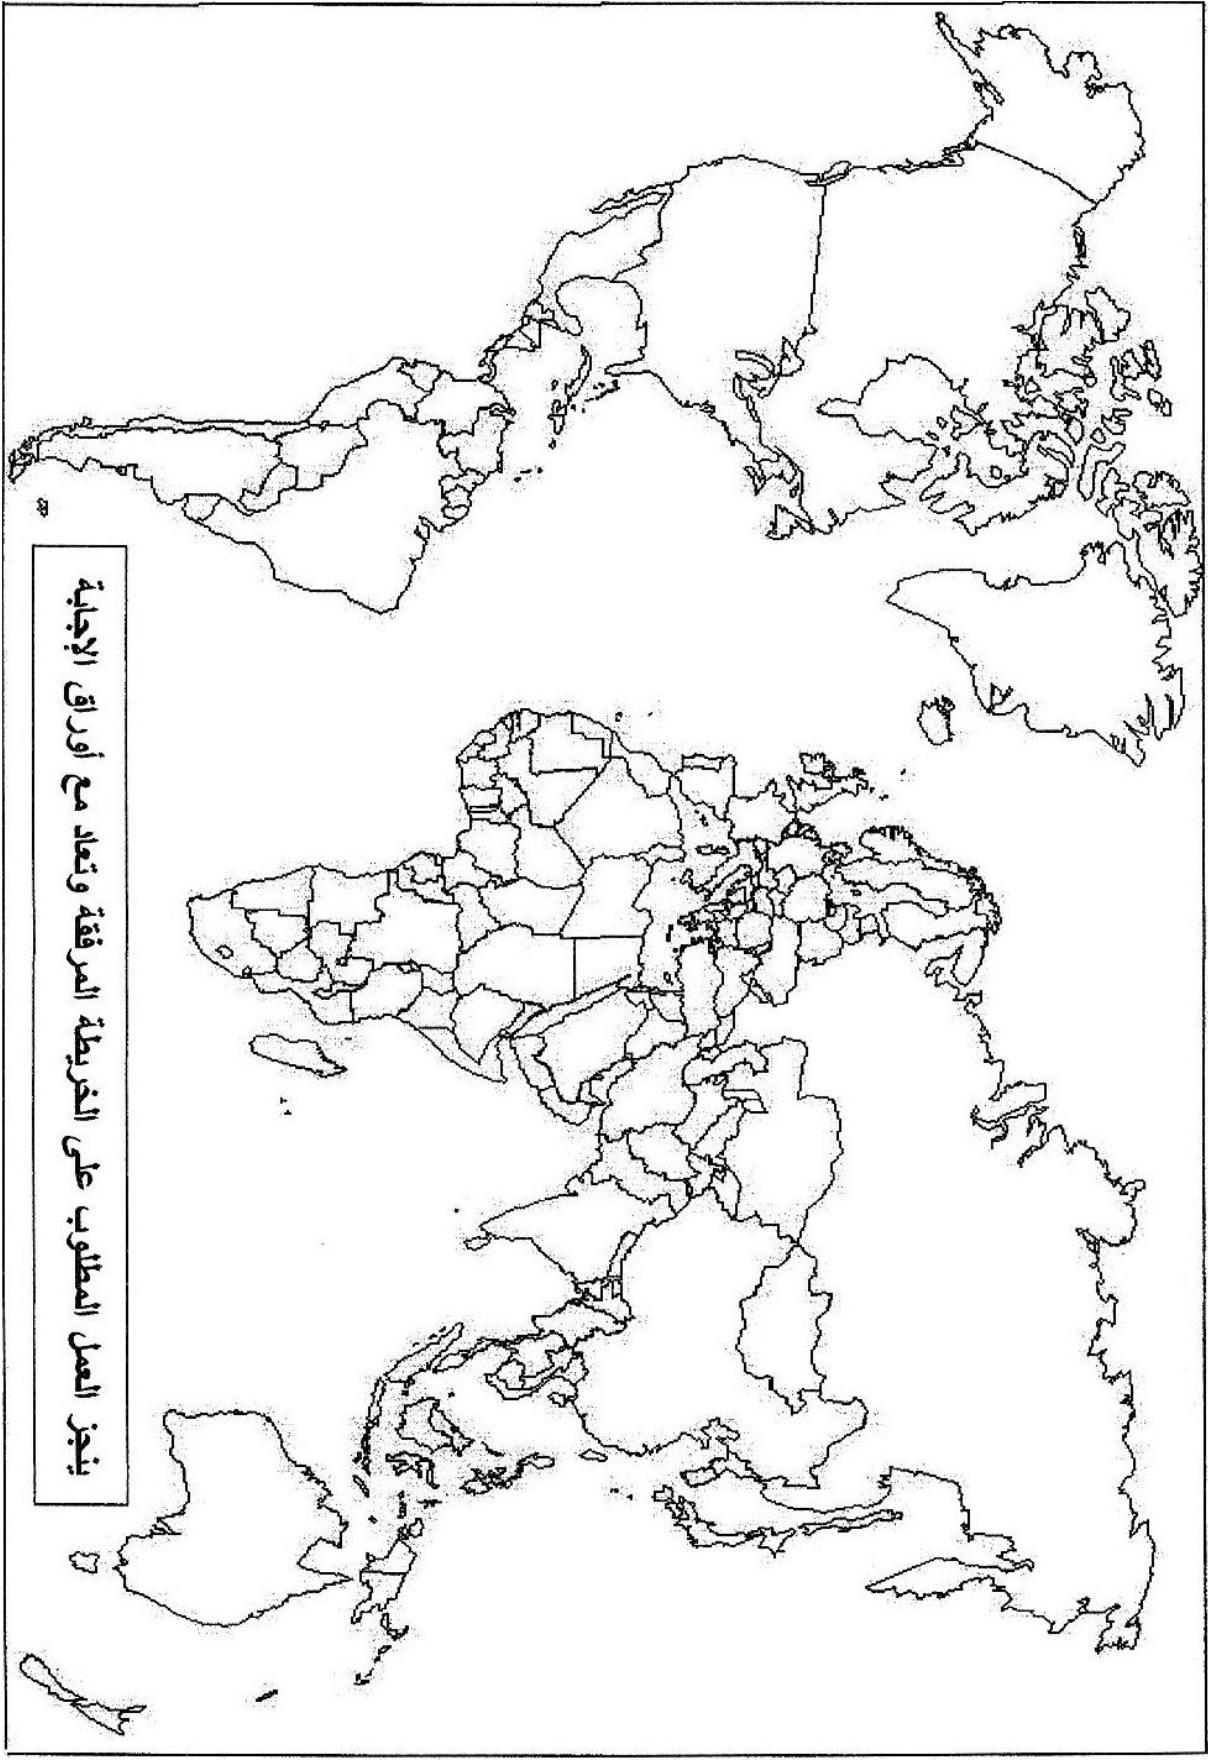 ينجز العمل المطلوب على الخريطة المرفقة وتعاد مع أوراق الإجابة